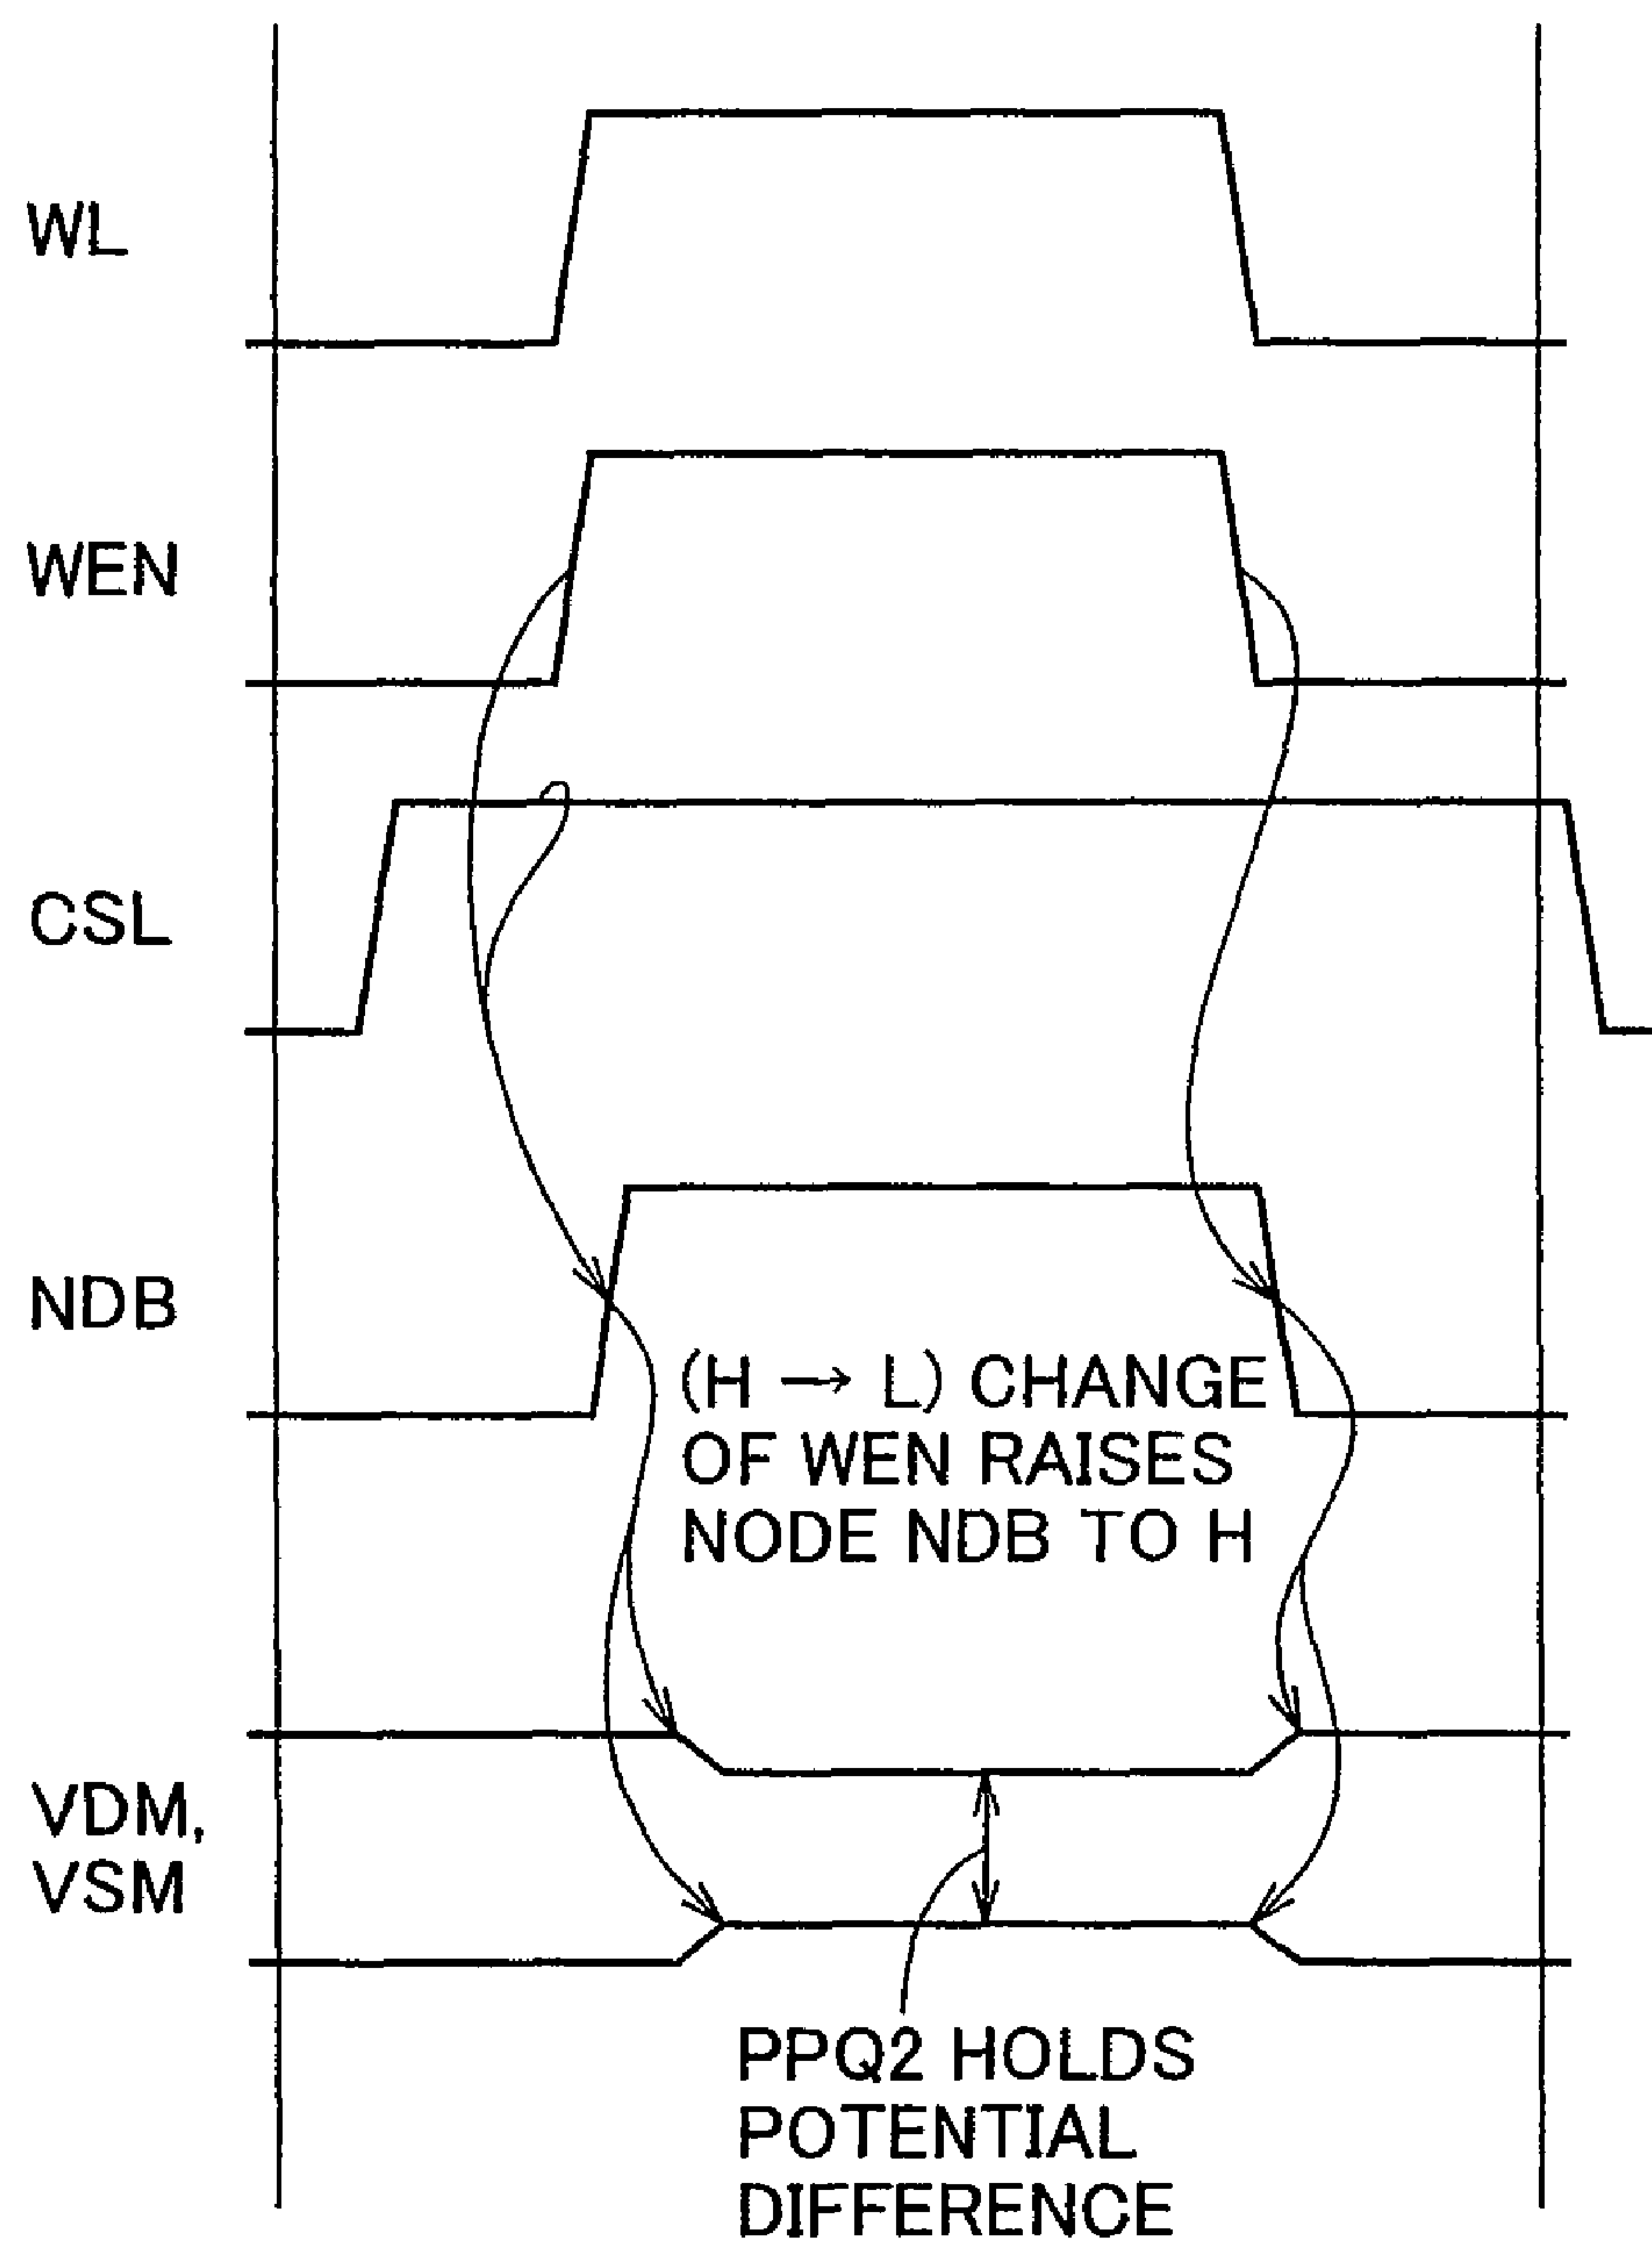 WL
WEN
CSL
NDB
(H → L) CHANGE
OF WEN RAISES
NODE NDB TO H
VDM,
VSM
PPQ2 HOLDS
POTENTIAL
DIFFERENCE